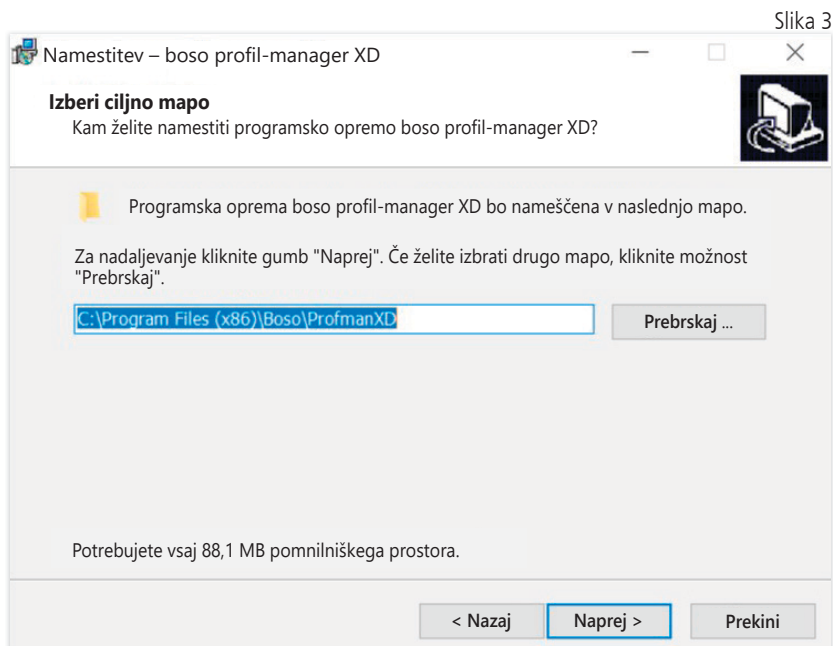 Slika 3
Namestitev – boso profil-manager XD
Izberi ciljno mapo
Kam želite namestiti programsko opremo boso profil-manager XD?
Programska oprema boso profil-manager XD bo nameščena v naslednjo mapo.
Za nadaljevanje kliknite gumb "Naprej". Če želite izbrati drugo mapo, kliknite možnost
"Prebrskaj".
C:\Program Files (x86)\Boso\ProfmanXD
Prebrskaj ...
Potrebujete vsaj 88,1 MB pomnilniškega prostora.
< Nazaj
Naprej >
Prekini